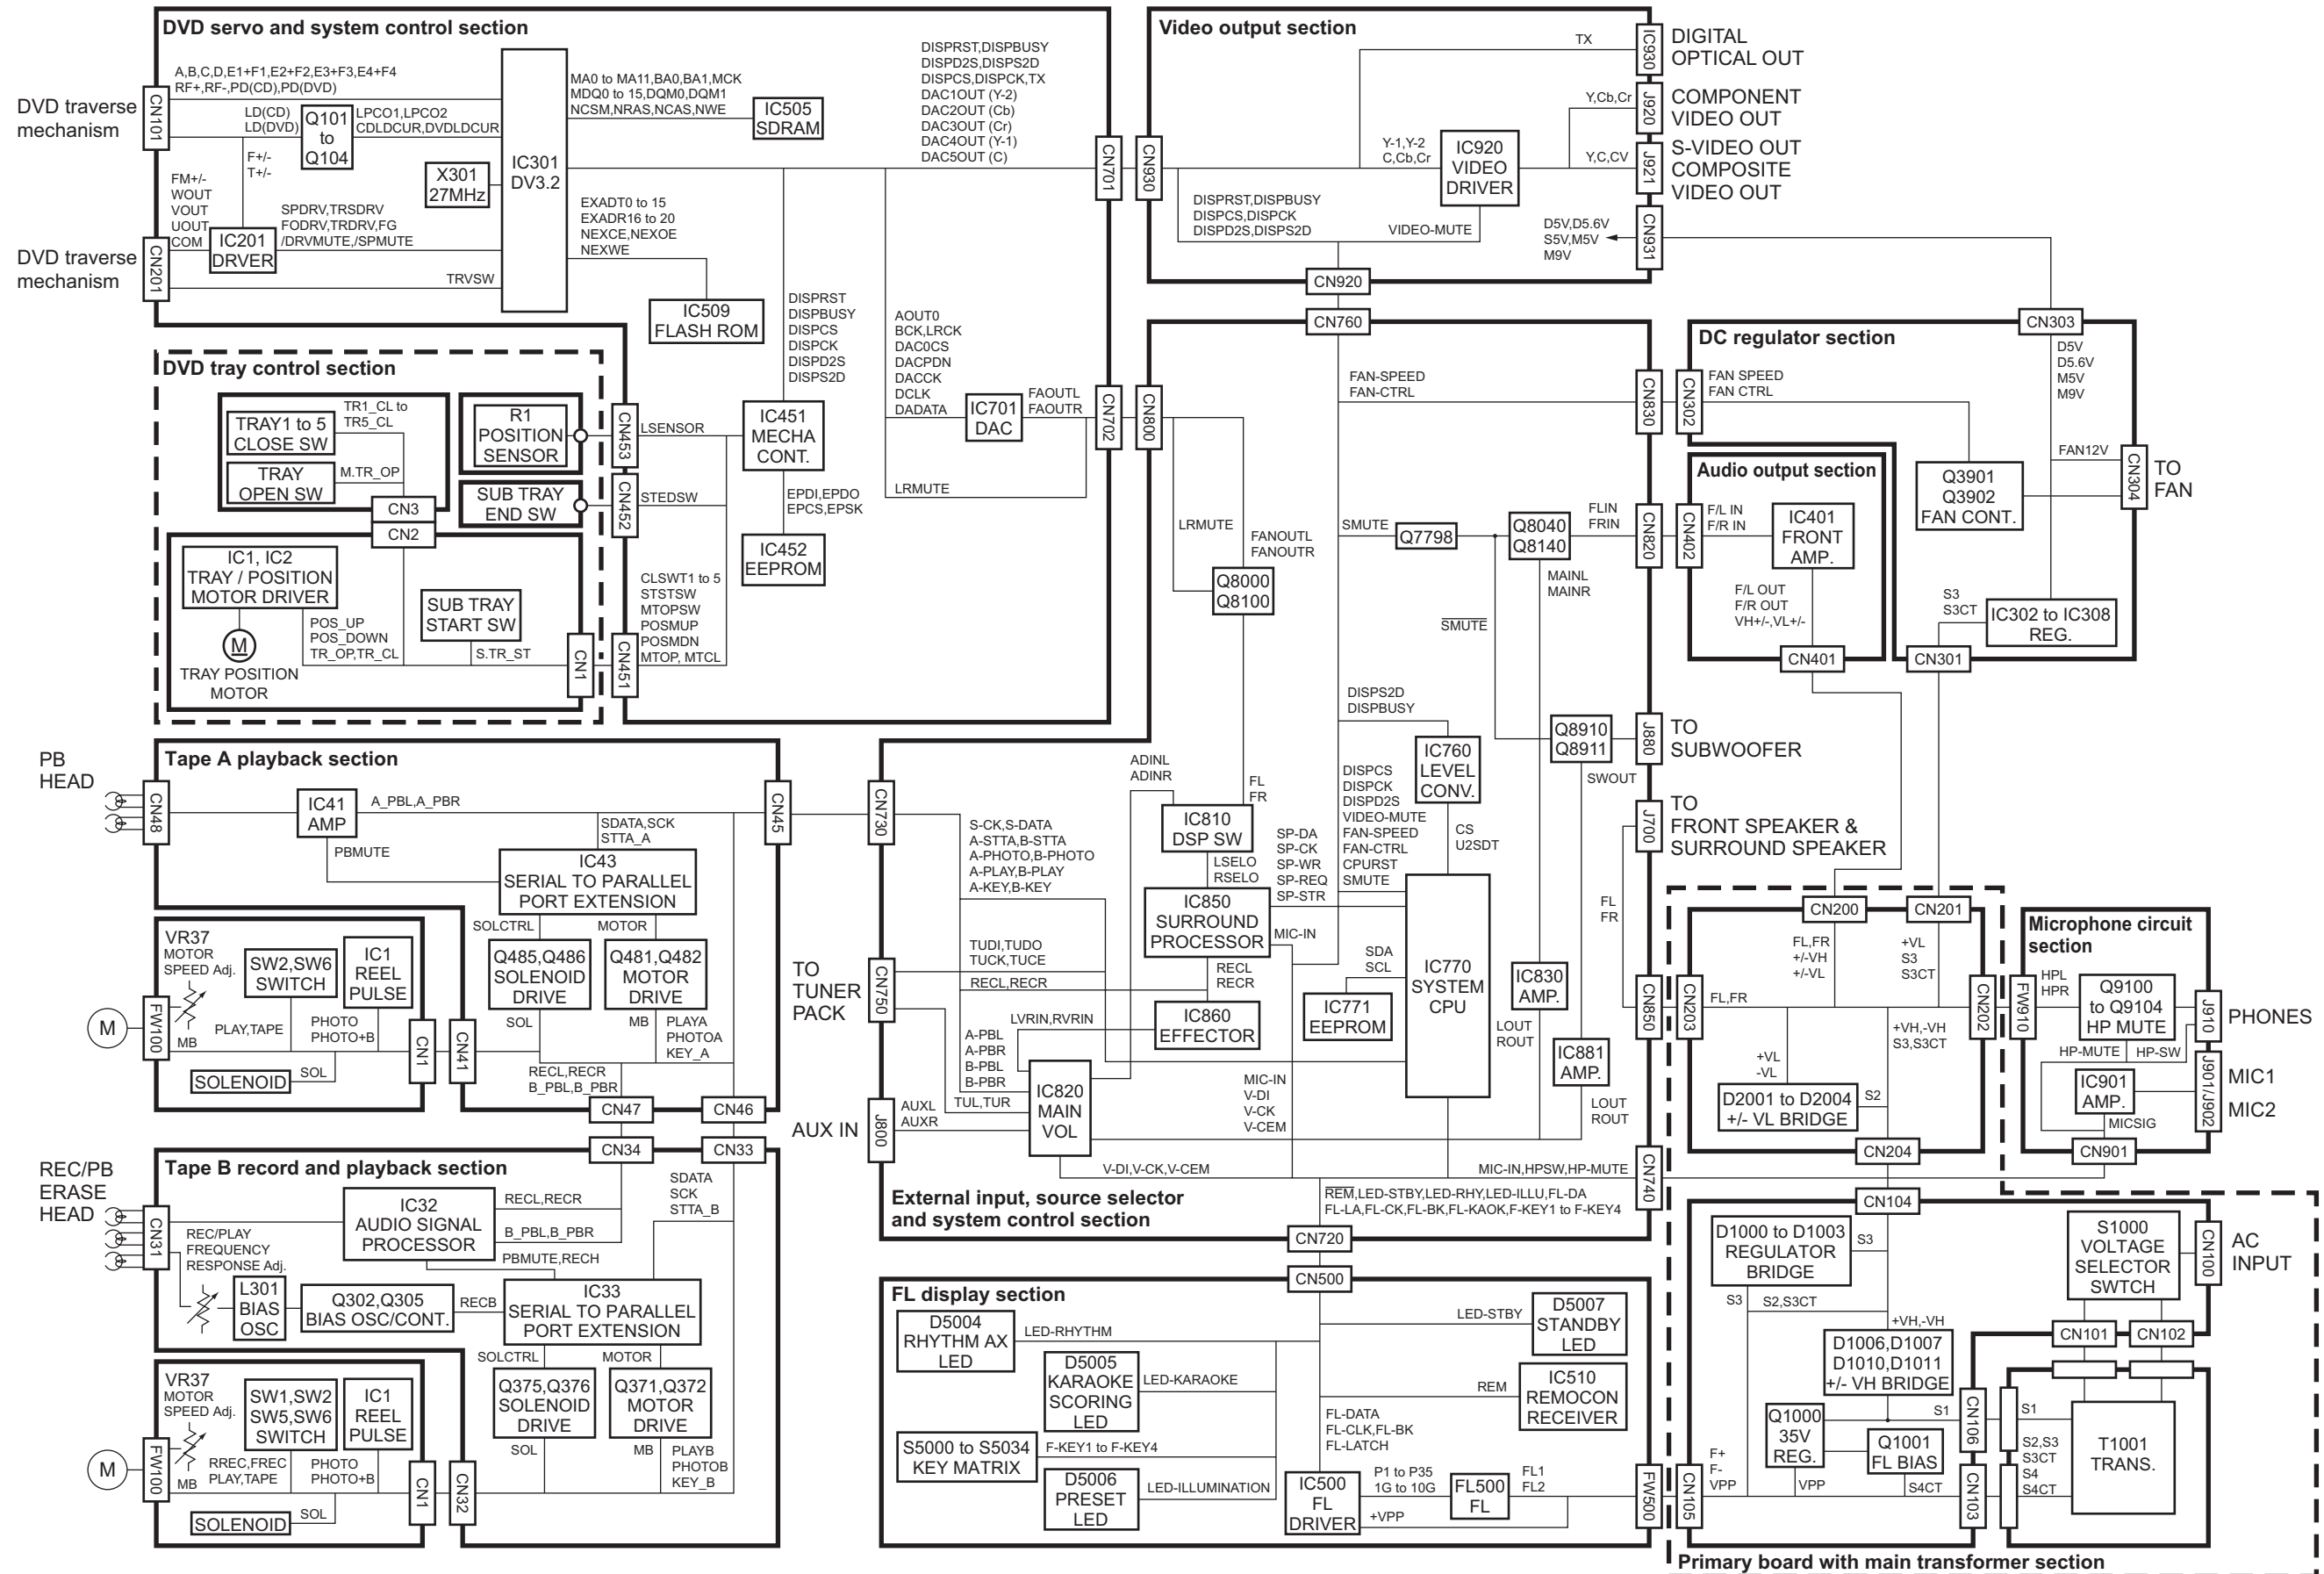 DVD servo and system control section
DVD traverse
mechanism
CN101
A,B,C,D,E1+F1,E2+F2,E3+F3,E4+F4
RF+,RF-,PD(CD),PD(DVD)
LD(CD)
LD(DVD)
Q101
to
Q104
LPCO1,LPCO2
CDLDCUR,DVDLDCUR
F+/-
T+/-
X301
27MHz
IC301
DV3.2
MA0 to MA11,BA0,BA1,MCK
MDQ0 to 15,DQM0,DQM1
NCSM,NRAS,NCAS,NWE
IC505
SDRAM
DISPRST,DISPBUSY
DISPD2S,DISPS2D
DISPCS,DISPCK,TX
DAC1OUT (Y-2)
DAC2OUT (Cb)
DAC3OUT (Cr)
DAC4OUT (Y-1)
DAC5OUT (C)
CN701
FM+/-
WOUT
VOUT
UOUT
COM
IC201
DRVER
SPDRV,TRSDRV
FODRV,TRDRV,FG
/DRVMUTE,/SPMUTE
DVD traverse
mechanism
CN201
TRVSW
EXADT0 to 15
EXADR16 to 20
NEXCE,NEXOE
NEXWE
IC509
FLASH ROM
DISPRST
DISPBUSY
DISPCS
DISPCK
DISPD2S
DISPS2D
AOUT0
BCK,LRCK
DAC0CS
DACPDN
DACCK
DCLK
DADATA
IC701
DAC
FAOUTL
FAOUTR
CN702
LRMUTE
IC451
MECHA
CONT.
EPDI,EPDO
EPCS,EPSK
IC452
EEPROM
CN453
LSENSOR
CN452
STEDSW
CN451
CLSWT1 to 5
STSTSW
MTOPSW
POSMUP
POSMDN
MTOP, MTCL
DVD tray control section
TRAY1 to 5
CLOSE SW
TR1_CL to
TR5_CL
TRAY
OPEN SW
M.TR_OP
CN3
CN2
R1
POSITION
SENSOR
SUB TRAY
END SW
IC1, IC2
TRAY / POSITION
MOTOR DRIVER
M
TRAY POSITION
MOTOR
POS_UP
POS_DOWN
TR_OP,TR_CL
SUB TRAY
START SW
S.TR_ST
CN1
Video output section
CN930
TX
IC930
DIGITAL
OPTICAL OUT
Y,Cb,Cr
J920
COMPONENT
VIDEO OUT
Y-1,Y-2
C,Cb,Cr
IC920
VIDEO
DRIVER
Y,C,CV
J921
S-VIDEO OUT
COMPOSITE
VIDEO OUT
DISPRST,DISPBUSY
DISPCS,DISPCK
DISPD2S,DISPS2D
VIDEO-MUTE
D5V,D5.6V
S5V,M5V
M9V
CN931
CN920
CN760
DC regulator section
CN303
D5V
D5.6V
M5V
M9V
CN830
CN302
FAN-SPEED
FAN-CTRL
FAN SPEED
FAN CTRL
Q3901
Q3902
FAN CONT.
FAN12V
CN304
TO
FAN
S3
S3CT
IC302 to IC308
REG.
CN301
Audio output section
CN402
F/L IN
F/R IN
IC401
FRONT
AMP.
F/L OUT
F/R OUT
VH+/-,VL+/-
CN401
CN800
LRMUTE
FANOUTL
FANOUTR
Q8000
Q8100
SMUTE
Q7798
Q8040
Q8140
FLIN
FRIN
CN820
MAINL
MAINR
SMUTE
DISPS2D
DISPBUSY
IC760
LEVEL
CONV.
Q8910
Q8911
SWOUT
J880
TO
SUBWOOFER
J700
TO
FRONT SPEAKER &
SURROUND SPEAKER
FL
FR
CN850
ADINL
ADINR
FL
FR
IC810
DSP SW
LSELO
RSELO
IC850
SURROUND
PROCESSOR
SP-DA
SP-CK
SP-WR
SP-REQ
SP-STR
MIC-IN
DISPCS
DISPCK
DISPD2S
VIDEO-MUTE
FAN-SPEED
FAN-CTRL
CPURST
SMUTE
CS
U2SDT
RECL
RECR
IC860
EFFECTOR
SDA
SCL
IC771
EEPROM
IC770
SYSTEM
CPU
IC830
AMP.
LOUT
ROUT
IC881
AMP.
LOUT
ROUT
CN730
S-CK,S-DATA
A-STTA,B-STTA
A-PHOTO,B-PHOTO
A-PLAY,B-PLAY
A-KEY,B-KEY
TO
TUNER
PACK
CN750
TUDI,TUDO
TUCK,TUCE
RECL,RECR
A-PBL
A-PBR
B-PBL
B-PBR
LVRIN,RVRIN
TUL,TUR
IC820
MAIN
VOL
AUX IN
J800
AUXL
AUXR
MIC-IN
V-DI
V-CK
V-CEM
V-DI,V-CK,V-CEM
MIC-IN,HPSW,HP-MUTE
CN740
External input, source selector
and system control section
REM,LED-STBY,LED-RHY,LED-ILLU,FL-DA
FL-LA,FL-CK,FL-BK,FL-KAOK,F-KEY1 to F-KEY4
CN720
Tape A playback section
PB
HEAD
CN48
IC41
AMP
A_PBL,A_PBR
CN45
PBMUTE
SDATA,SCK
STTA_A
IC43
SERIAL TO PARALLEL
PORT EXTENSION
SOLCTRL
MOTOR
Q485,Q486
SOLENOID
DRIVE
Q481,Q482
MOTOR
DRIVE
SOL
MB
PLAYA
PHOTOA
KEY_A
RECL,RECR
B_PBL,B_PBR
CN47
CN46
VR37
MOTOR
SPEED Adj.
SW2,SW6
SWITCH
IC1
REEL
PULSE
M
FW100
MB
PLAY,TAPE
PHOTO
PHOTO+B
SOLENOID
SOL
CN1
CN41
Tape B record and playback section
CN34
CN33
REC/PB
ERASE
HEAD
CN31
IC32
AUDIO SIGNAL
PROCESSOR
RECL,RECR
B_PBL,B_PBR
SDATA
SCK
STTA_B
PBMUTE,RECH
REC/PLAY
FREQUENCY
RESPONSE Adj.
L301
BIAS
OSC
Q302,Q305
BIAS OSC/CONT.
RECB
IC33
SERIAL TO PARALLEL
PORT EXTENSION
SOLCTRL
MOTOR
Q375,Q376
SOLENOID
DRIVE
Q371,Q372
MOTOR
DRIVE
SOL
MB
PLAYB
PHOTOB
KEY_B
VR37
MOTOR
SPEED Adj.
SW1,SW2
SW5,SW6
SWITCH
IC1
REEL
PULSE
M
FW100
MB
RREC,FREC
PLAY,TAPE
PHOTO
PHOTO+B
SOLENOID
SOL
CN1
CN32
CN500
FL display section
D5004
RHYTHM AX
LED
LED-RHYTHM
D5005
KARAOKE
SCORING
LED
LED-KARAOKE
S5000 to S5034
KEY MATRIX
F-KEY1 to F-KEY4
D5006
PRESET
LED
LED-ILLUMINATION
LED-STBY
D5007
STANDBY
LED
REM
IC510
REMOCON
RECEIVER
FL-DATA
FL-CLK,FL-BK
FL-LATCH
IC500
FL
DRIVER
P1 to P35
1G to 10G
FL500
FL
FL1
FL2
+VPP
FW500
CN200
CN201
FL,FR
+/-VH
+/-VL
+VL
S3
S3CT
CN203
FL,FR
CN202
+VH,-VH
S3,S3CT
+VL
-VL
D2001 to D2004
+/- VL BRIDGE
S2
CN204
Microphone circuit
section
FW910
HPL
HPR
Q9100
to Q9104
HP MUTE
J910
PHONES
HP-MUTE
HP-SW
IC901
AMP.
J901/J902
MIC1
MIC2
MICSIG
CN901
CN104
D1000 to D1003
REGULATOR
BRIDGE
S3
S1000
VOLTAGE
SELECTOR
SWTCH
CN100
AC
INPUT
S3
S2,S3CT
+VH,-VH
D1006,D1007
D1010,D1011
+/- VH BRIDGE
CN101
CN102
Q1000
35V
REG.
S1
CN106
S1
Q1001
FL BIAS
T1001
TRANS.
S2,S3
S3CT
S4
S4CT
CN105
F+
F-
VPP
VPP
S4CT
CN103
Primary board with main transformer section